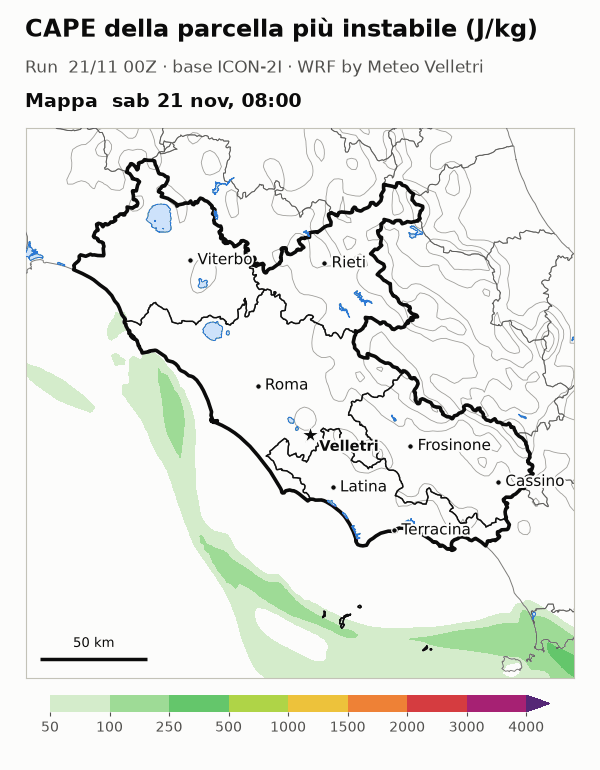 CAPE della parcella più instabile (J/kg)
Run  21/11 00Z · base ICON-2I · WRF by Meteo Velletri
Mappa  sab 21 nov, 08:00
Viterbo
Rieti
Roma
Velletri
Frosinone
Latina
Cassino
Terracina
50 km
50 100 250 500 1000 1500 2000 3000 4000